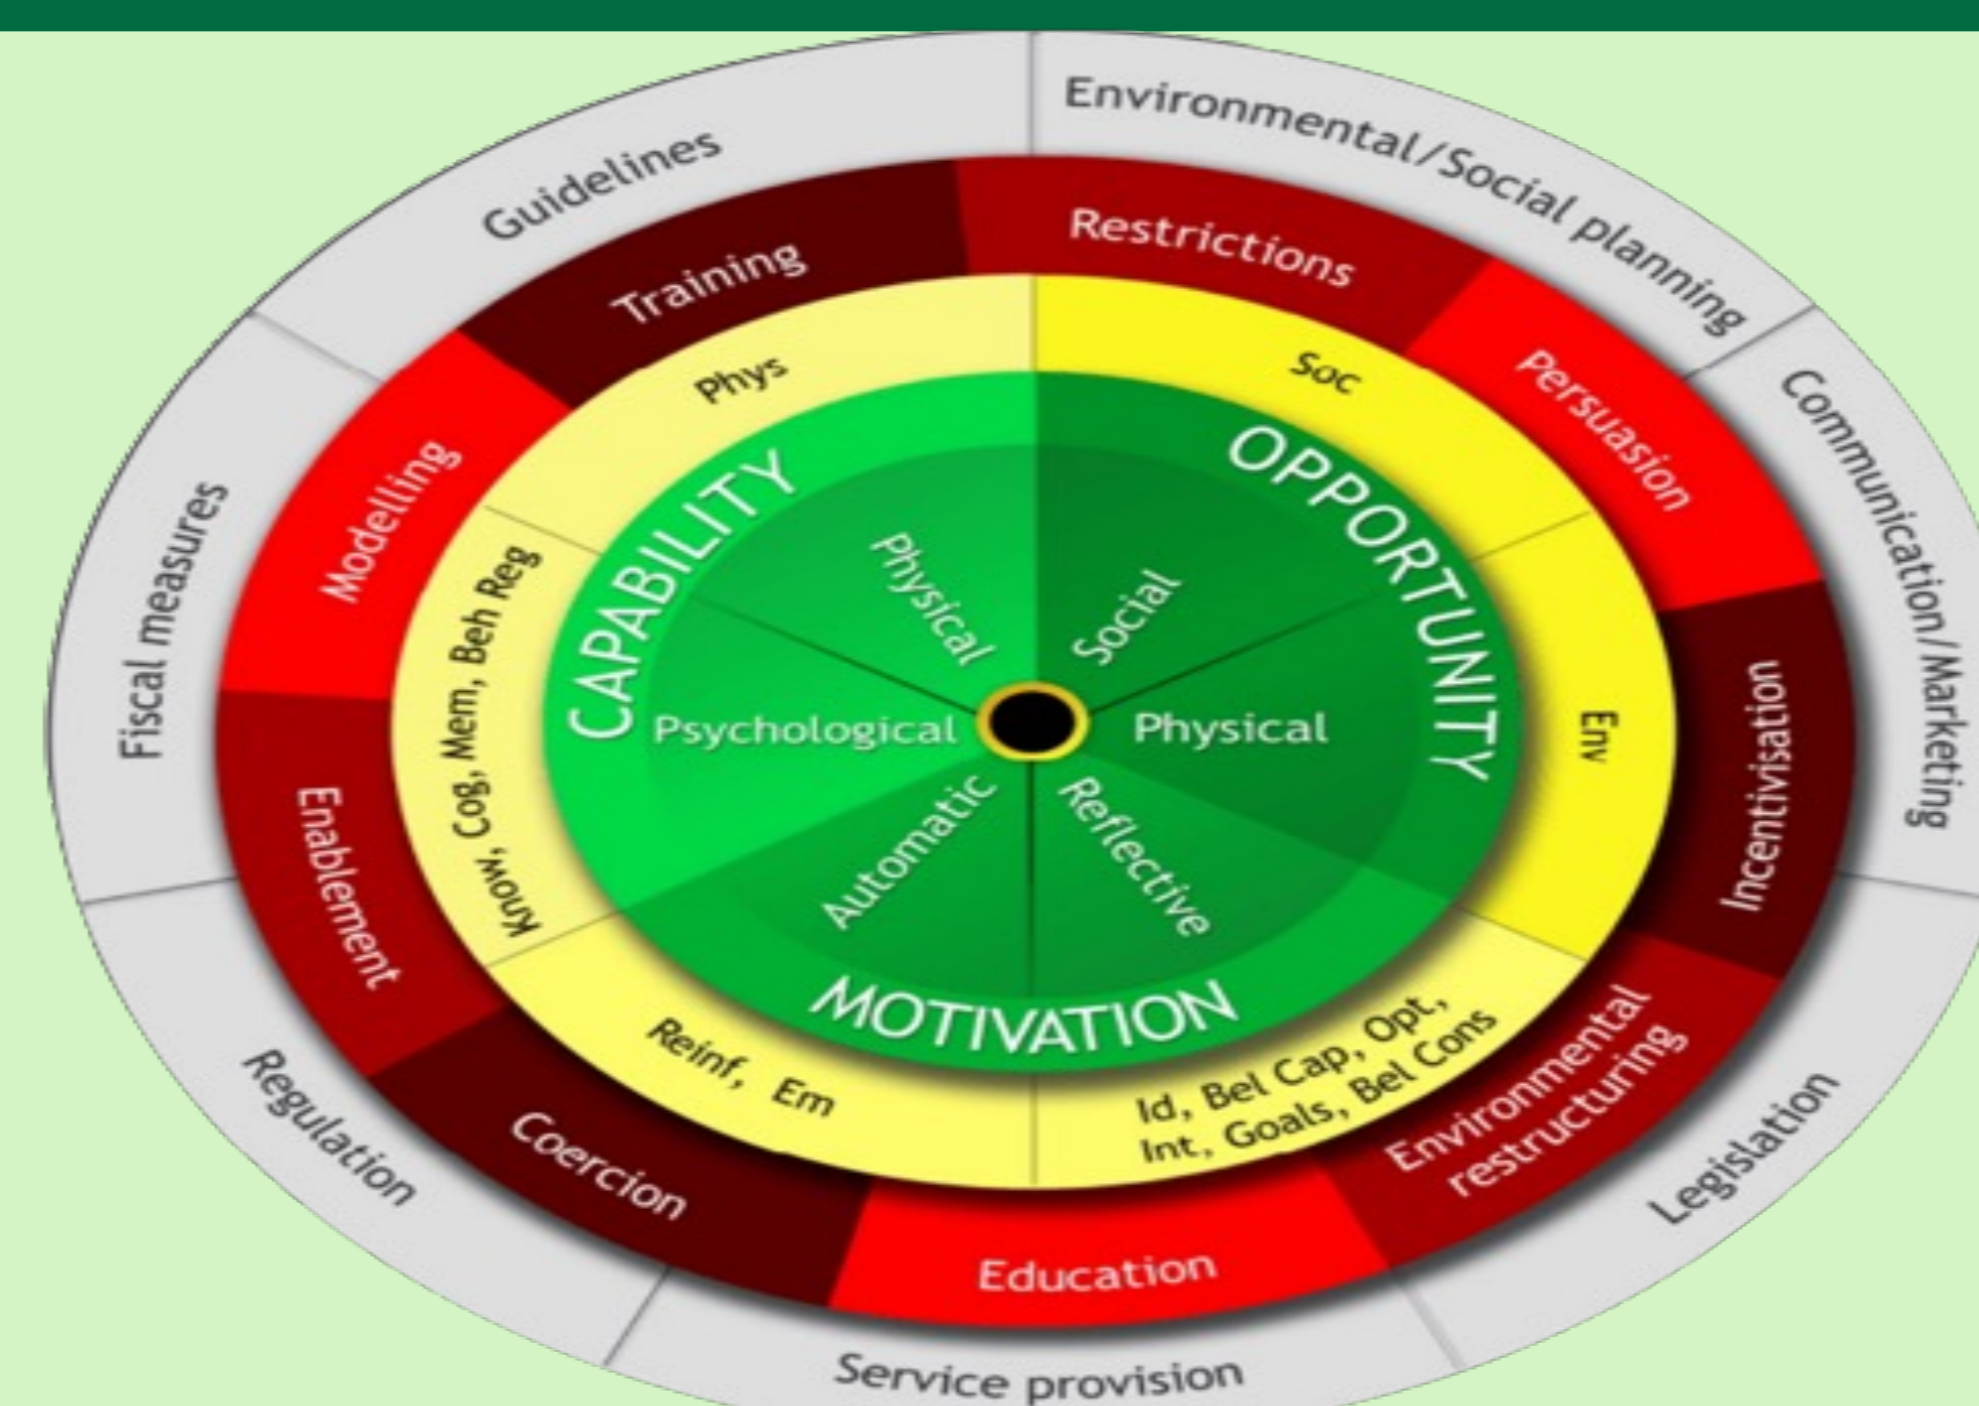 Guidelines
Environmental/Social planning
Communication/Marketing
Legislation
Service provision
Regulation
Fiscal measures
Training
Restrictions
Persuasion
Incentivisation
Environmental
restructuring
Education
Coercion
Enablement
Modelling
Phys
Soc
Env
Id, Bel Cap, Opt,
Int, Goals, Bel Cons
Reinf, Em
Know, Cog, Mem, Beh Reg
CAPABILITY
OPPORTUNITY
MOTIVATION
Physical
Social
Physical
Reflective
Automatic
Psychological